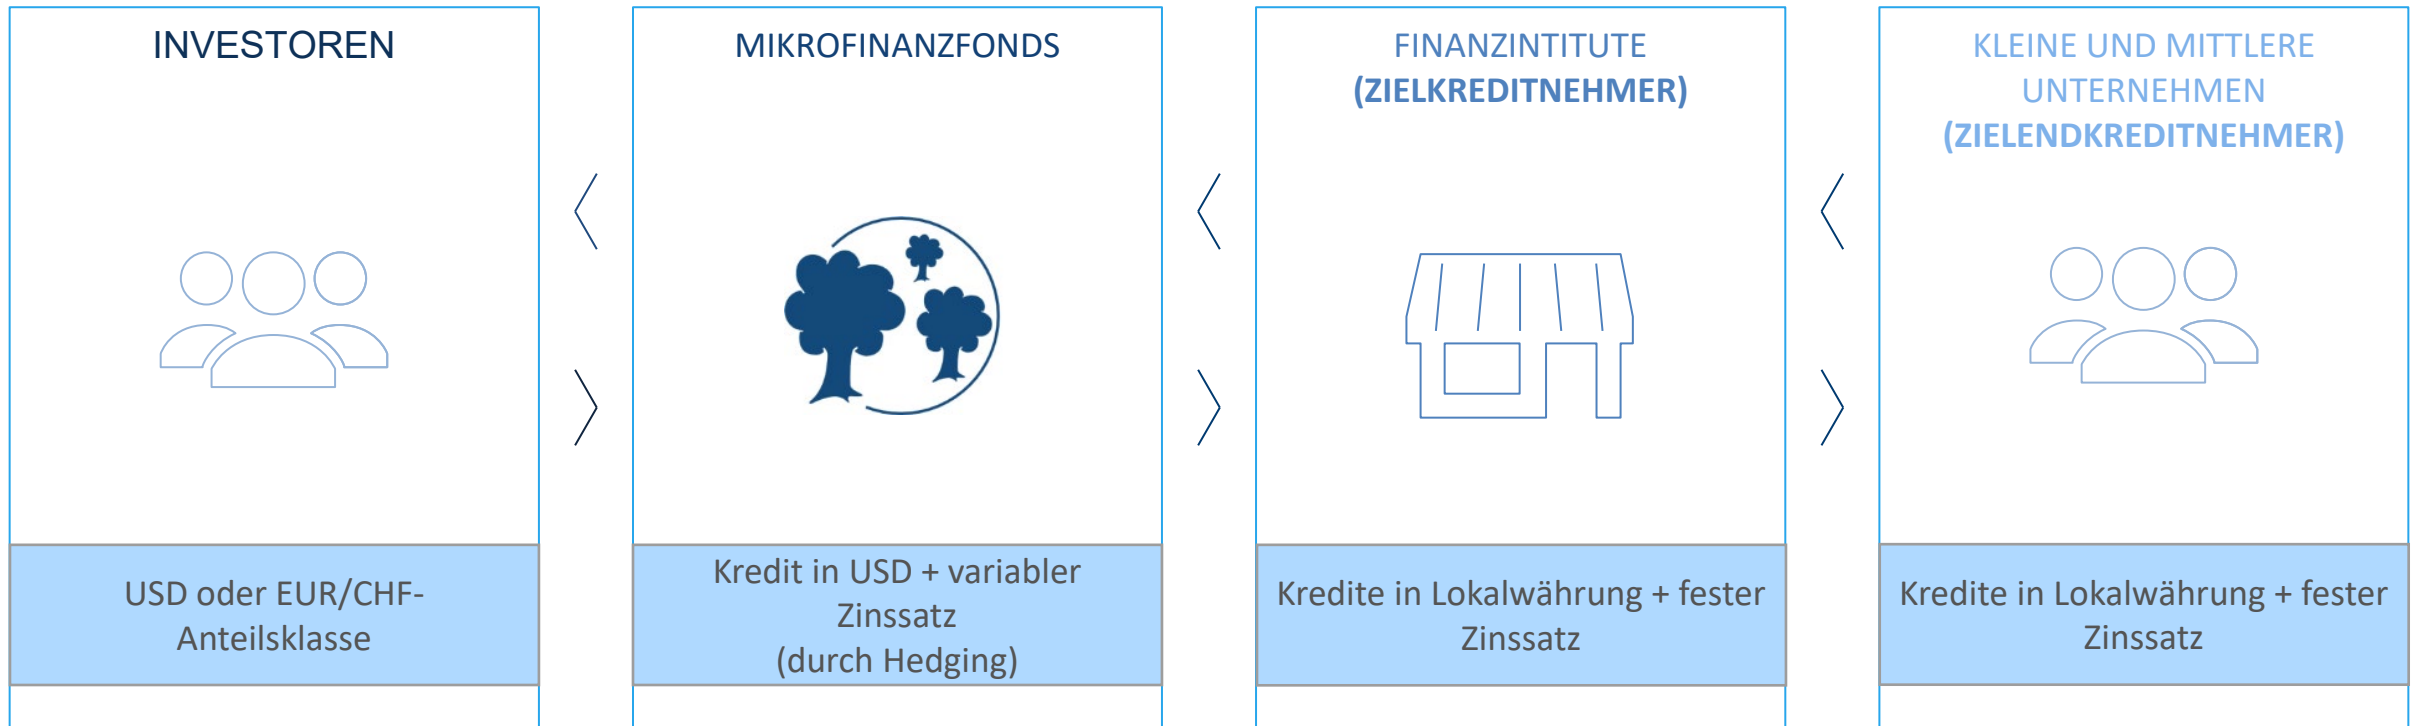 INVESTOREN
USD oder EUR/CHF-
Anteilsklasse
MIKROFINANZFONDS
Kredit in USD + variabler
Zinssatz
(durch Hedging)
FINANZINTITUTE
(ZIELKREDITNEHMER)
Kredite in Lokalwährung + fester
Zinssatz
KLEINE UND MITTLERE
UNTERNEHMEN
(ZIELENDKREDITNEHMER)
Kredite in Lokalwährung + fester
Zinssatz